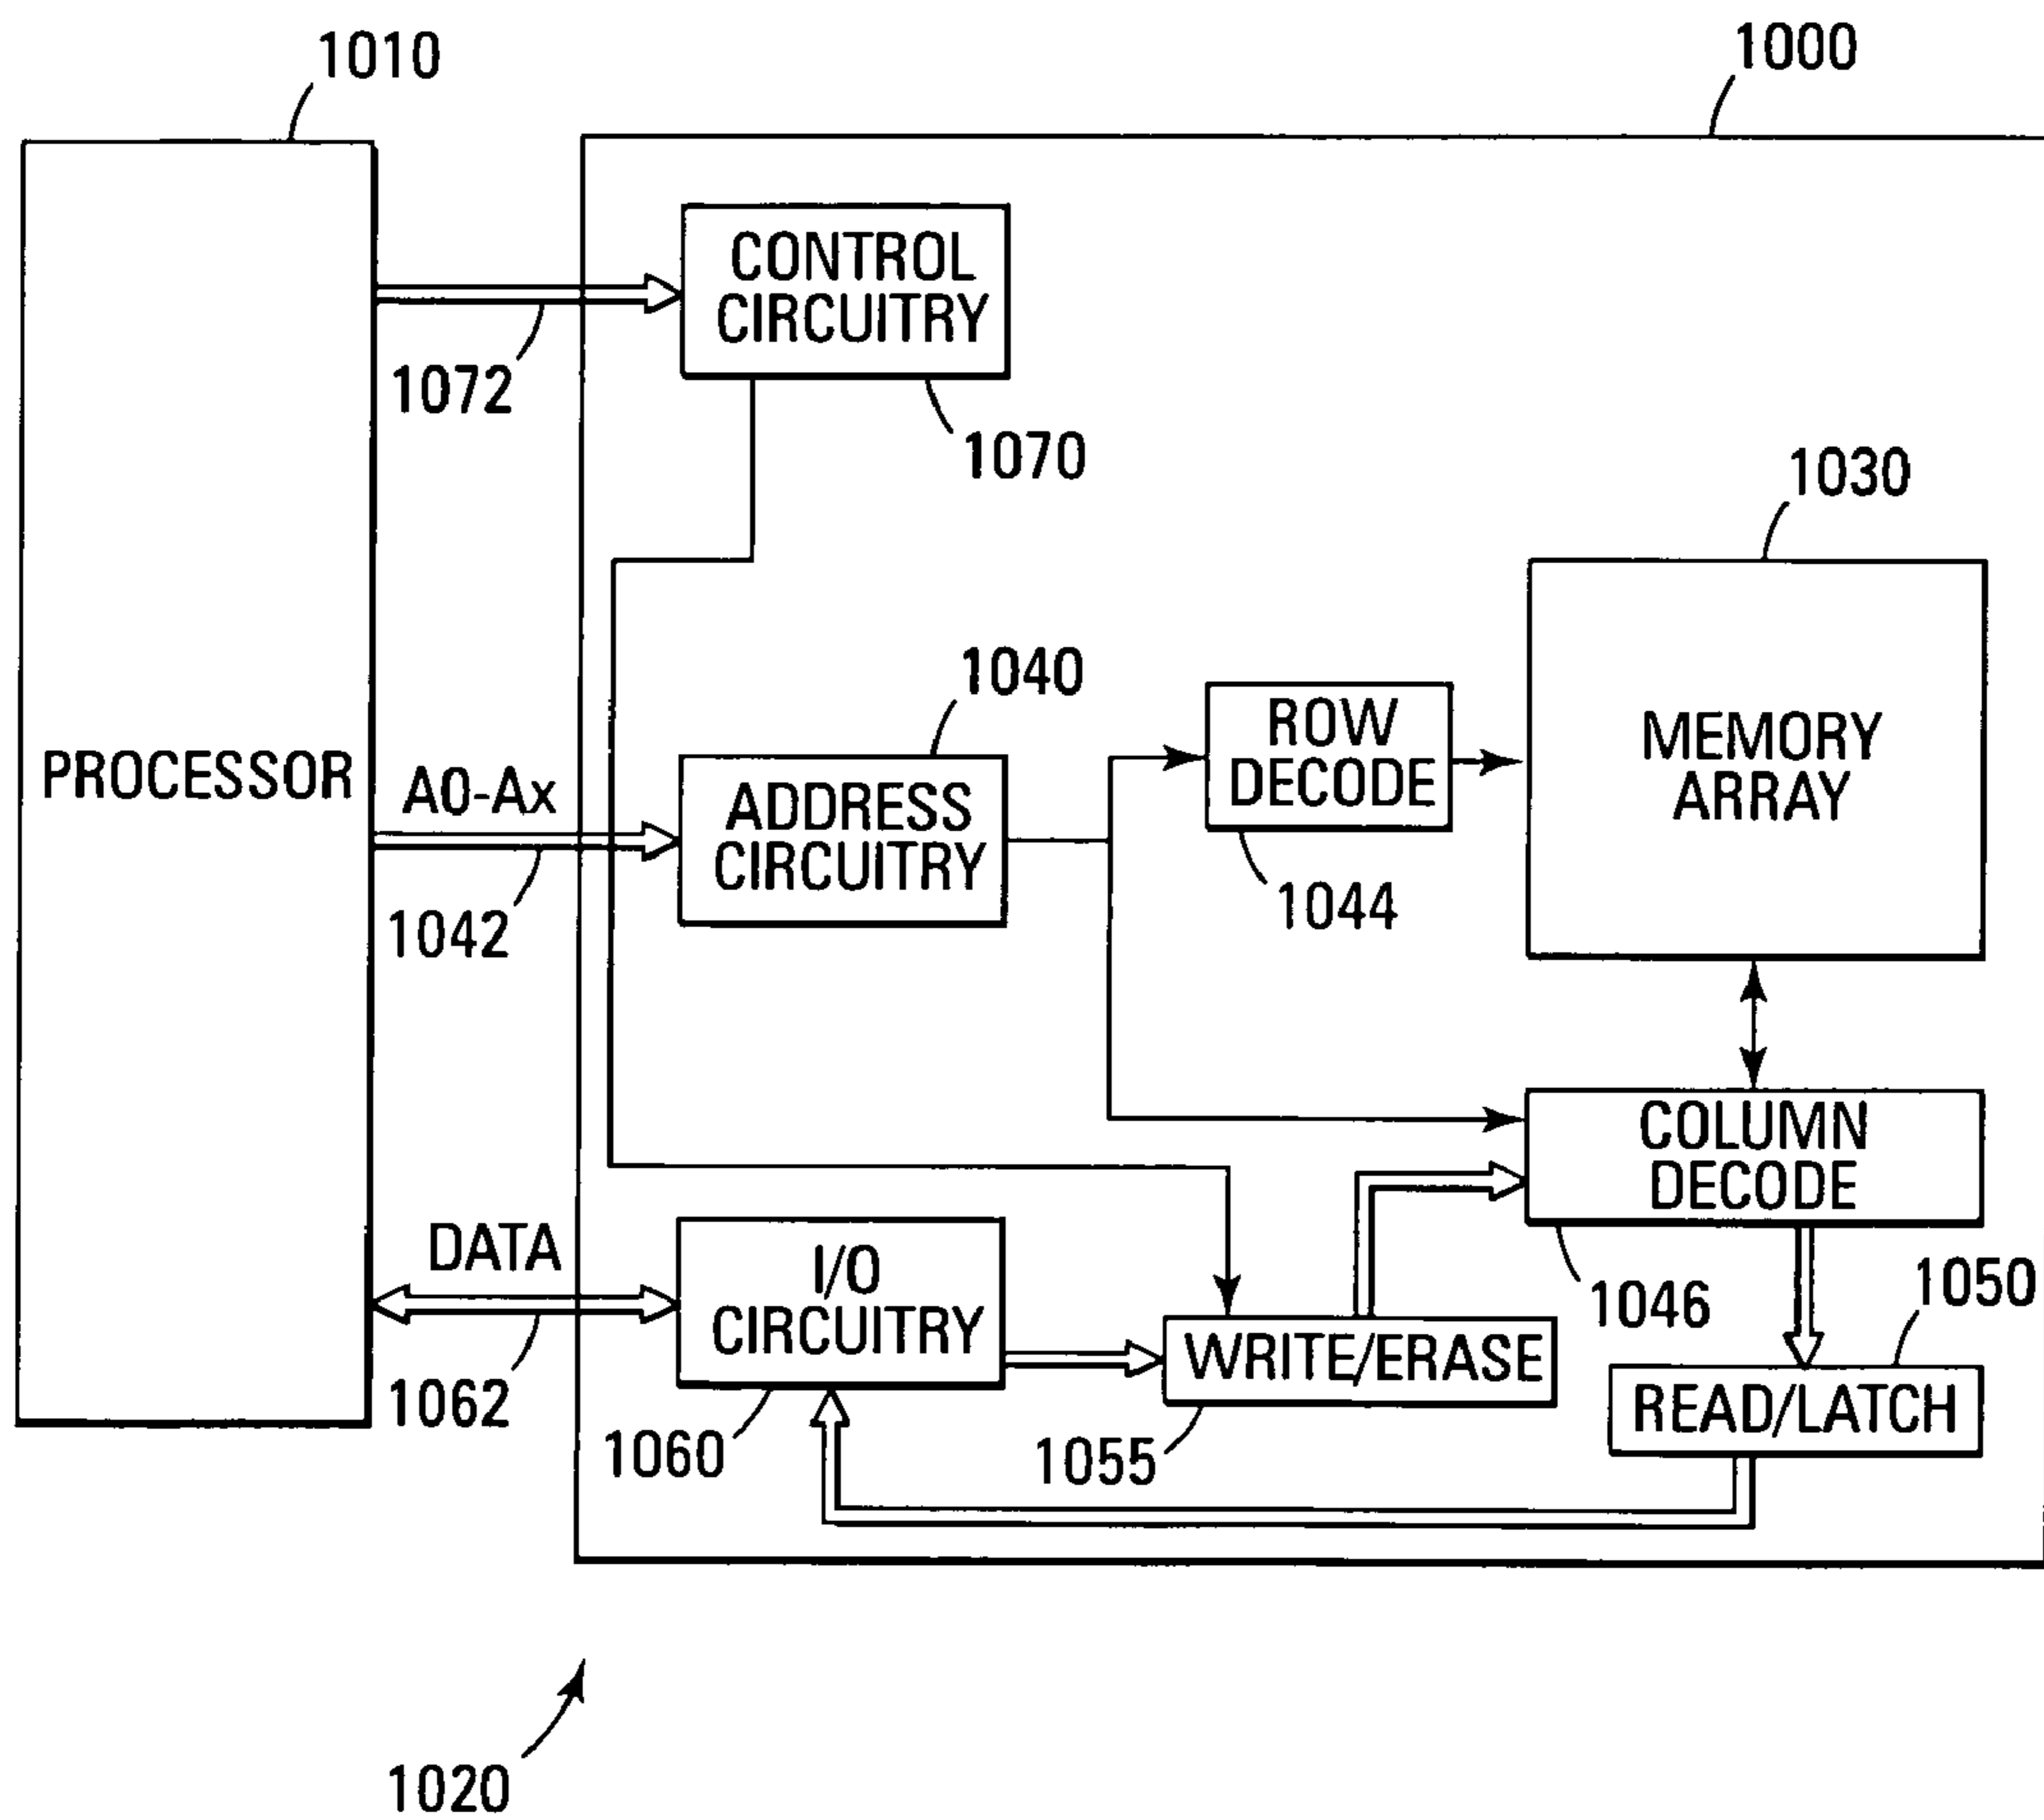 1010
1000
CONTROL
CIRCUITRY
1072
1070
1030
1040
ROW
DECODE
MEMORY
ARRAY
PROCESSOR
A0-Ax
ADDRESS
CIRCUITRY
1044
1042
COLUMN
DECODE
DATA
I/O
CIRCUITRY
1046
1050
WRITE/ERASE
READ/LATCH
1062
1060
1055
1020